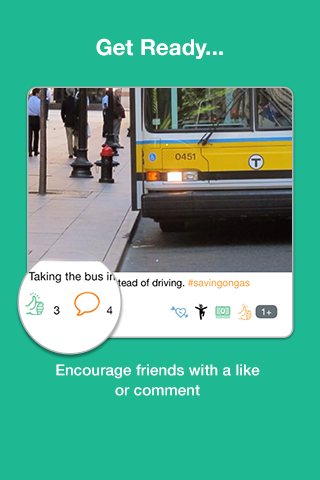 Get Ready...
0451
T
Taking the bus instead of driving. #savingongas
3 4 1+
Encourage friends with a like
or comment